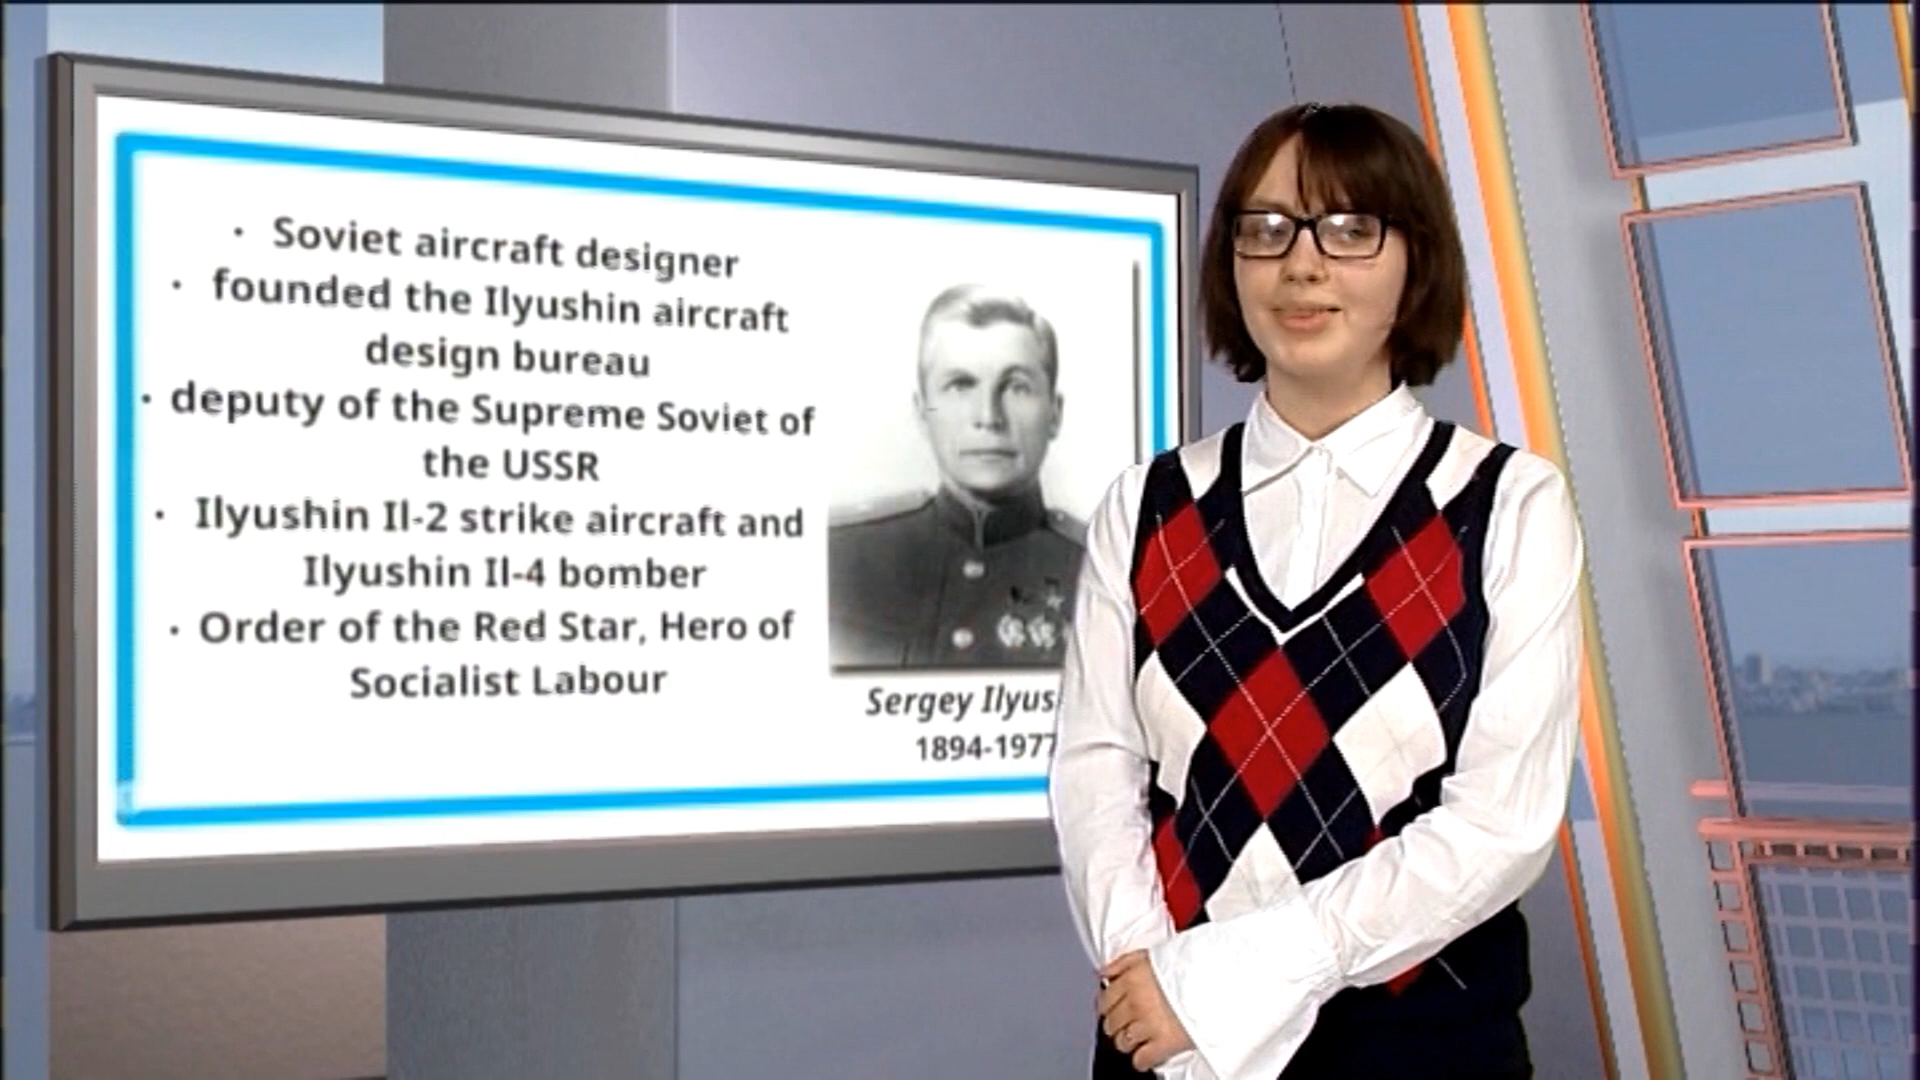 • Soviet aircraft designer
• founded the Ilyushin aircraft
design bureau
• deputy of the Supreme Soviet of
the USSR
• Ilyushin Il-2 strike aircraft and
Ilyushin Il-4 bomber
• Order of the Red Star, Hero of
Socialist Labour
Sergey Ilyus
1894-1977